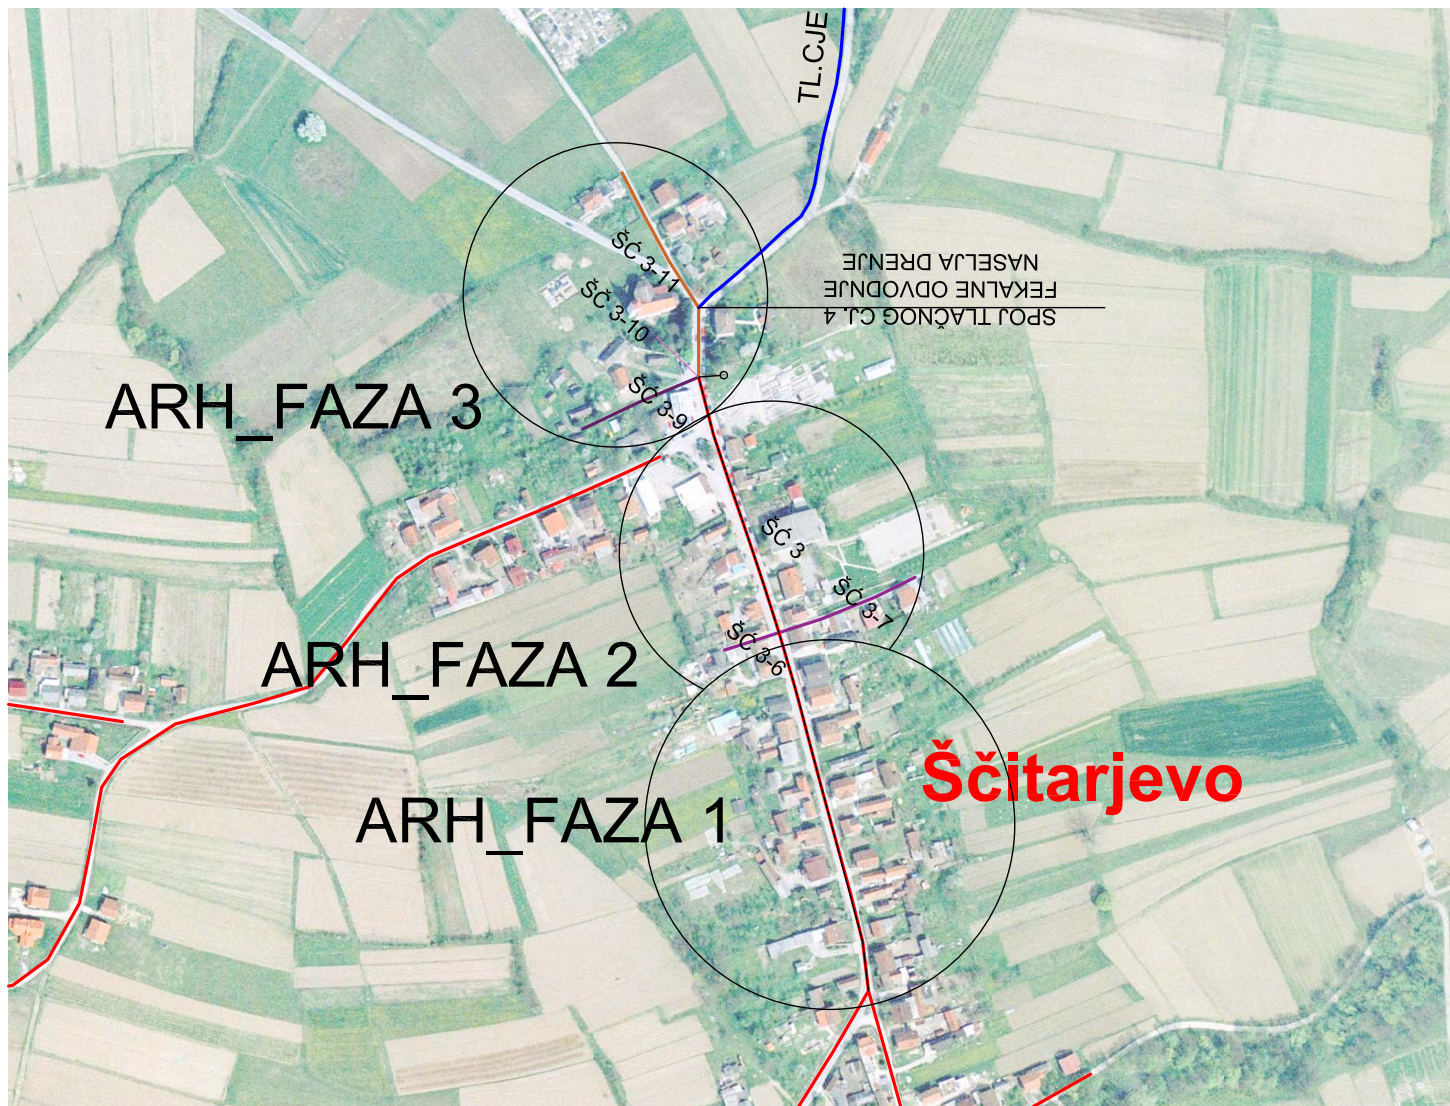 TL.CJE
ŠĆ 3-11
ŠČ 3-10
SPOJ TLAČNOG CJ. 4
FEKALNE ODVODNJE
NASELJA DRENJE
ŠĆ 3-9
ARH_FAZA 3
ŠĆ 3
ŠĆ 3-7
ŠĆ 3-6
ARH_FAZA 2
Ščitarjevo
ARH_FAZA 1